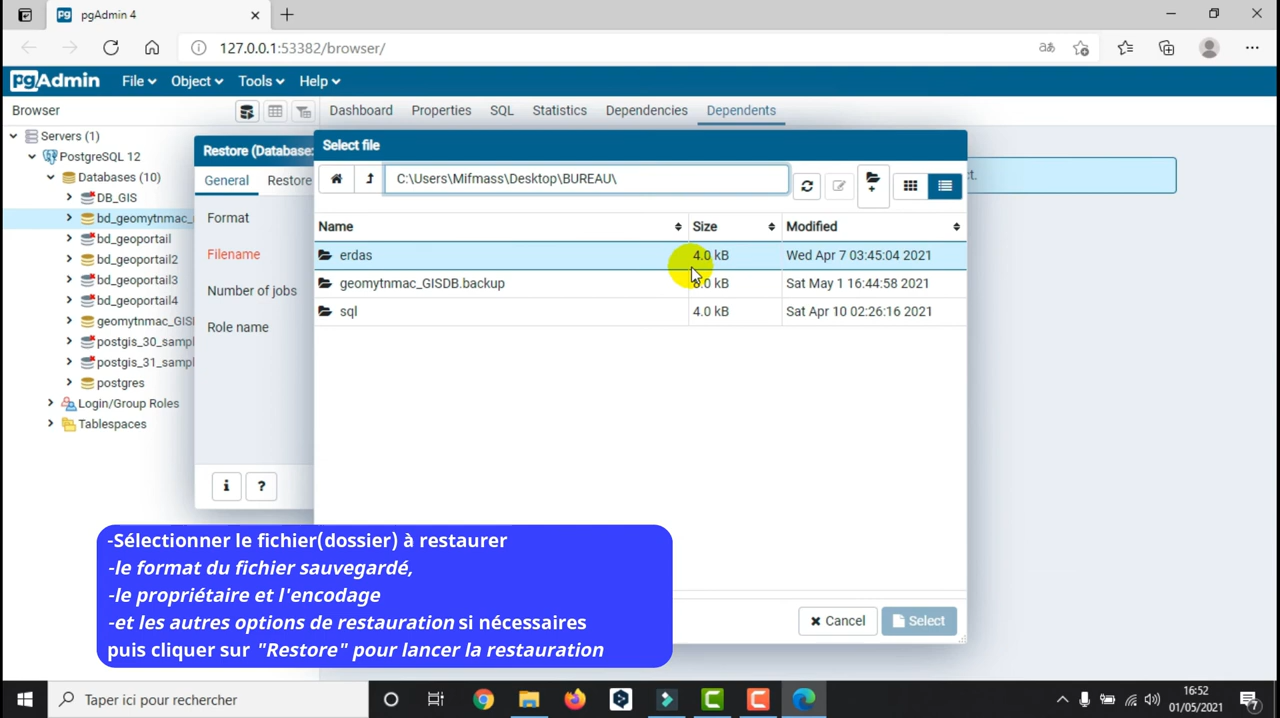 pgAdmin 4
127.0.0.1:53382/browser/
pgAdmin File Object Tools Help
Browser
Dashboard Properties SQL Statistics Dependencies Dependents
Servers (1)
PostgreSQL 12
Databases (10)
DB_GIS
bd_geomytnmac_
bd_geoportail
bd_geoportail2
bd_geoportail3
bd_geoportail4
geomytnmac_GIS
postgis_30_sampl
postgis_31_sampl
postgres
Login/Group Roles
Tablespaces
Restore (Database:
General Restore
Format
Filename
Number of jobs
Role name
i ?
Select file
C:\Users\Mifmass\Desktop\BUREAU\
Name Size Modified
erdas 4.0 kB Wed Apr 7 03:45:04 2021
geomytnmac_GISDB.backup .0 kB Sat May 1 16:44:58 2021
sql 4.0 kB Sat Apr 10 02:26:16 2021
ct.
Cancel Select
-Sélectionner le fichier(dossier) à restaurer
-le format du fichier sauvegardé,
-le propriétaire et l'encodage
-et les autres options de restauration si nécessaires
puis cliquer sur "Restore" pour lancer la restauration
Taper ici pour rechercher
16:52
01/05/2021
7